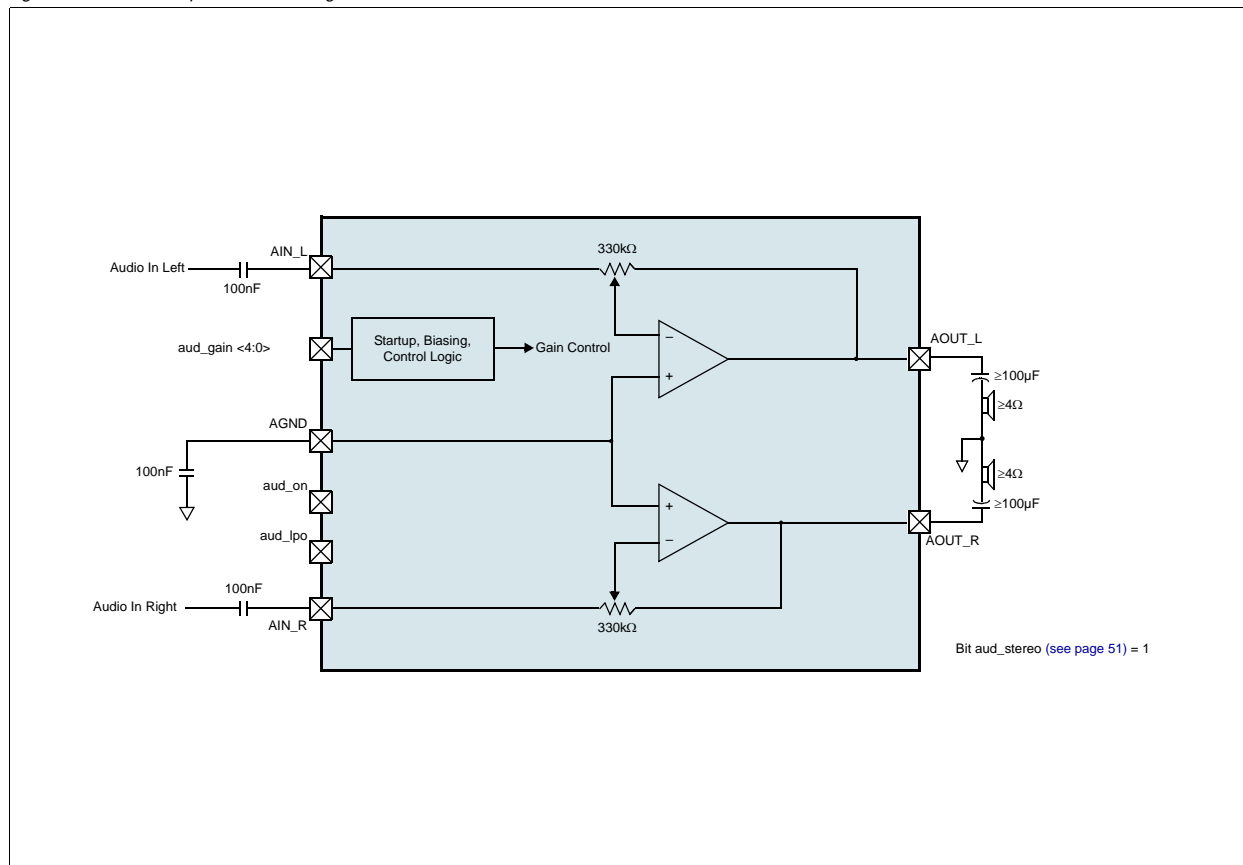 AIN_L
330kΩ
Audio In Left
100nF
aud_gain <4:0>
Startup, Biasing,
Control Logic
Gain Control
–
+
AOUT_L
≥100µF
≥4Ω
AGND
100nF
aud_on
+
–
≥4Ω
≥100µF
AOUT_R
aud_lpo
100nF
Audio In Right
AIN_R
330kΩ
Bit aud_stereo (see page 51) = 1